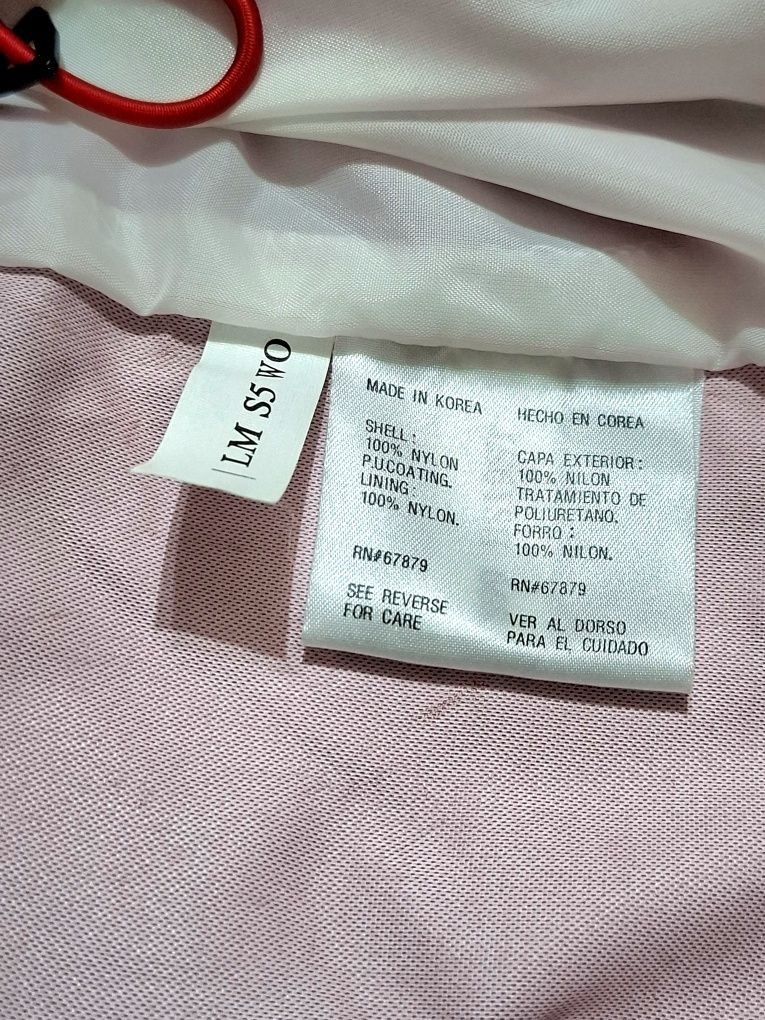 LM S5 WO
MADE IN KOREA
SHELL:
100% NYLON
P.U.COATING.
LINING:
100% NYLON.
RN#67879
SEE REVERSE
FOR CARE
HECHO EN COREA
CAPA EXTERIOR:
100% NILON
TRATAMIENTO DE
POLIURETANO.
FORRO :
100% NILON.
RN#67879
VER AL DORSO
PARA EL CUIDADO